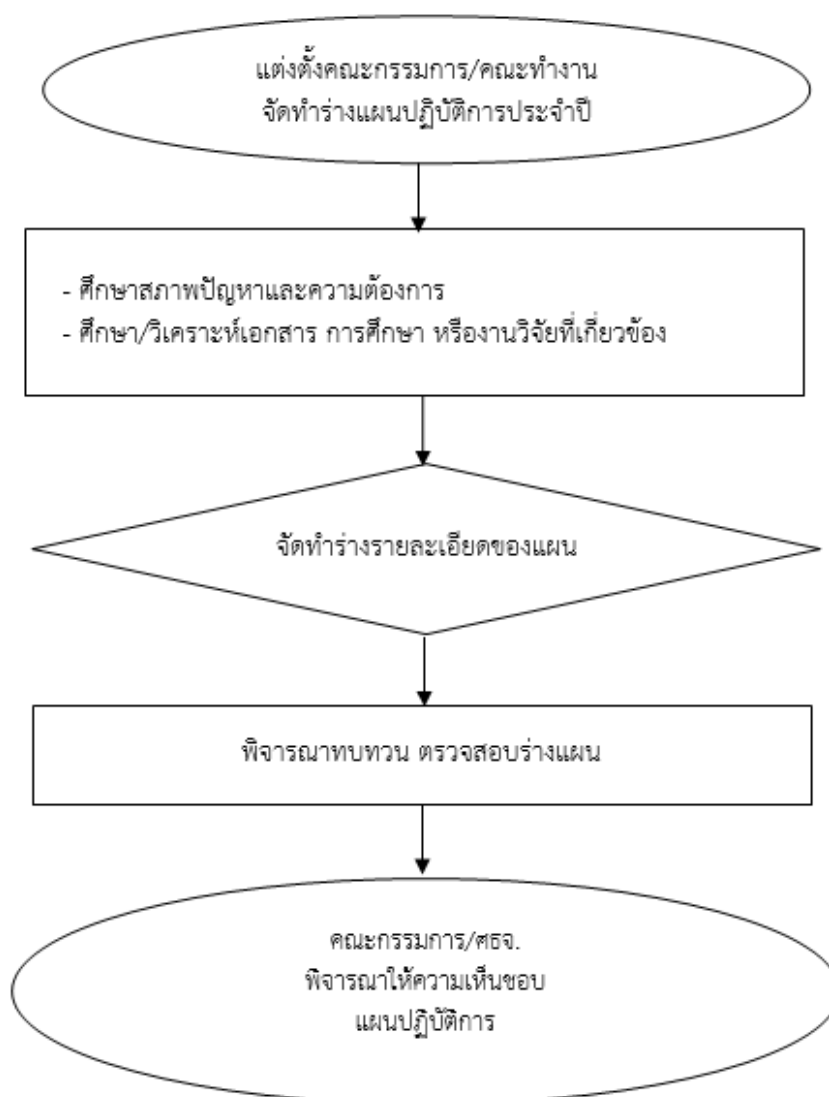 แต่งตั้งคณะกรรมการ/คณะทำงาน
จัดทำร่างแผนปฏิบัติการประจำปี
- ศึกษาสภาพปัญหาและความต้องการ
- ศึกษา/วิเคราะห์เอกสาร การศึกษา หรืองานวิจัยที่เกี่ยวข้อง
จัดทำร่างรายละเอียดของแผน
พิจารณาทบทวน ตรวจสอบร่างแผน
คณะกรรมการ/ศธจ.
พิจารณาให้ความเห็นชอบ
แผนปฏิบัติการ